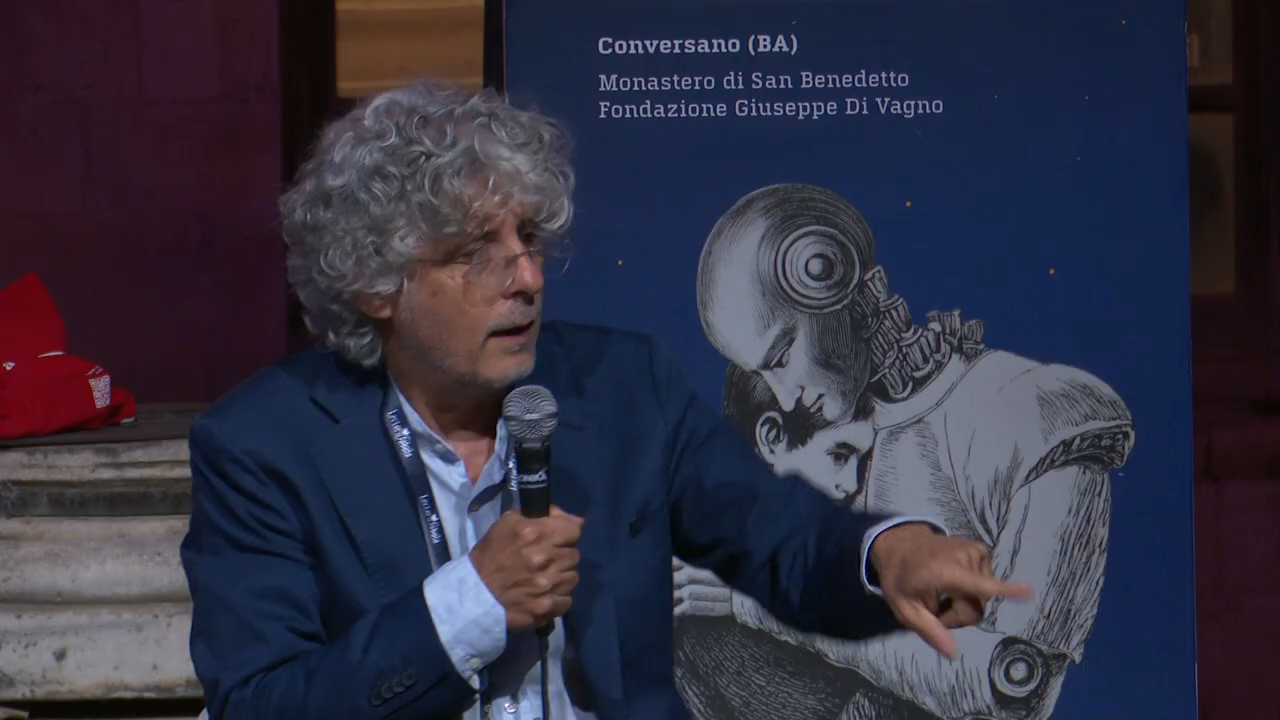 Conversano (BA)
Monastero di San Benedetto
Fondazione Giuseppe Di Vagno